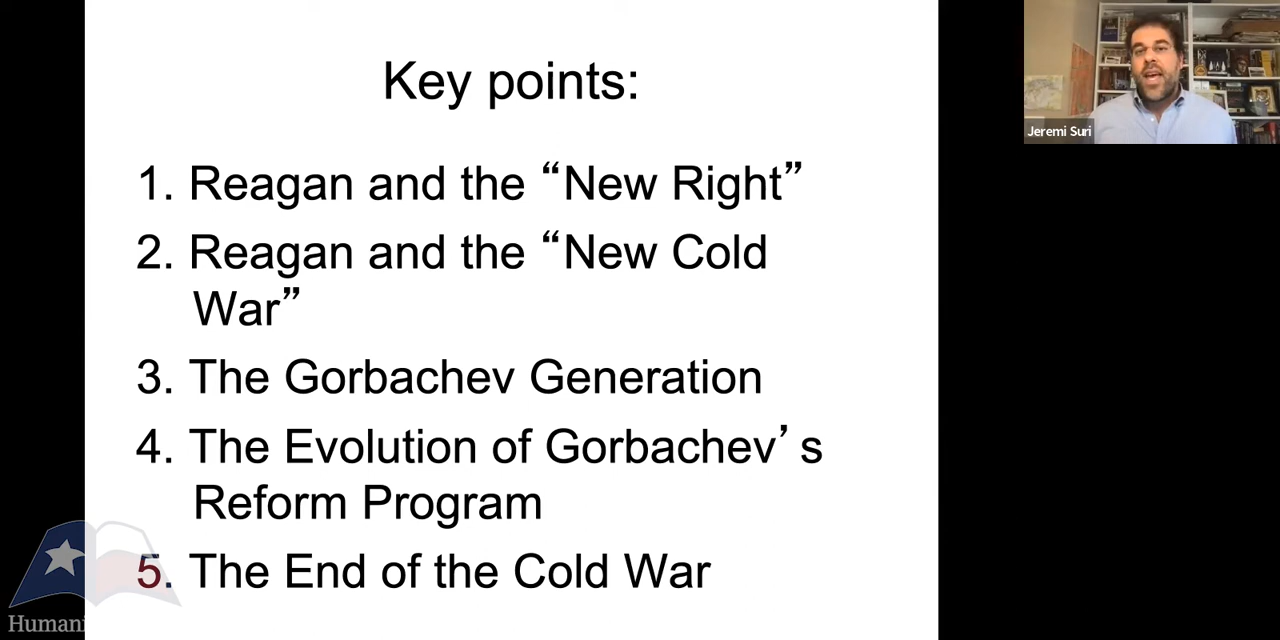 Key points:
1. Reagan and the “New Right”
2. Reagan and the “New Cold
War”
3. The Gorbachev Generation
4. The Evolution of Gorbachev’s
Reform Program
5. The End of the Cold War
Jeremi Suri
Humani